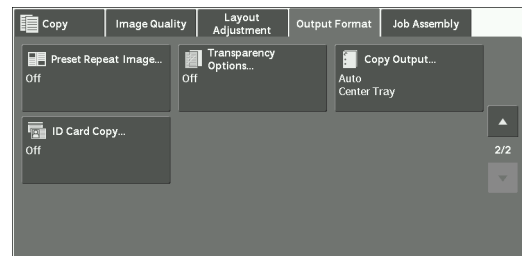 Copy
Image Quality
Layout
Adjustment
Output Format
Job Assembly
Preset Repeat Image...
Off
Transparency
Options...
Off
Copy Output...
Auto
Center Tray
ID Card Copy...
Off
2/2